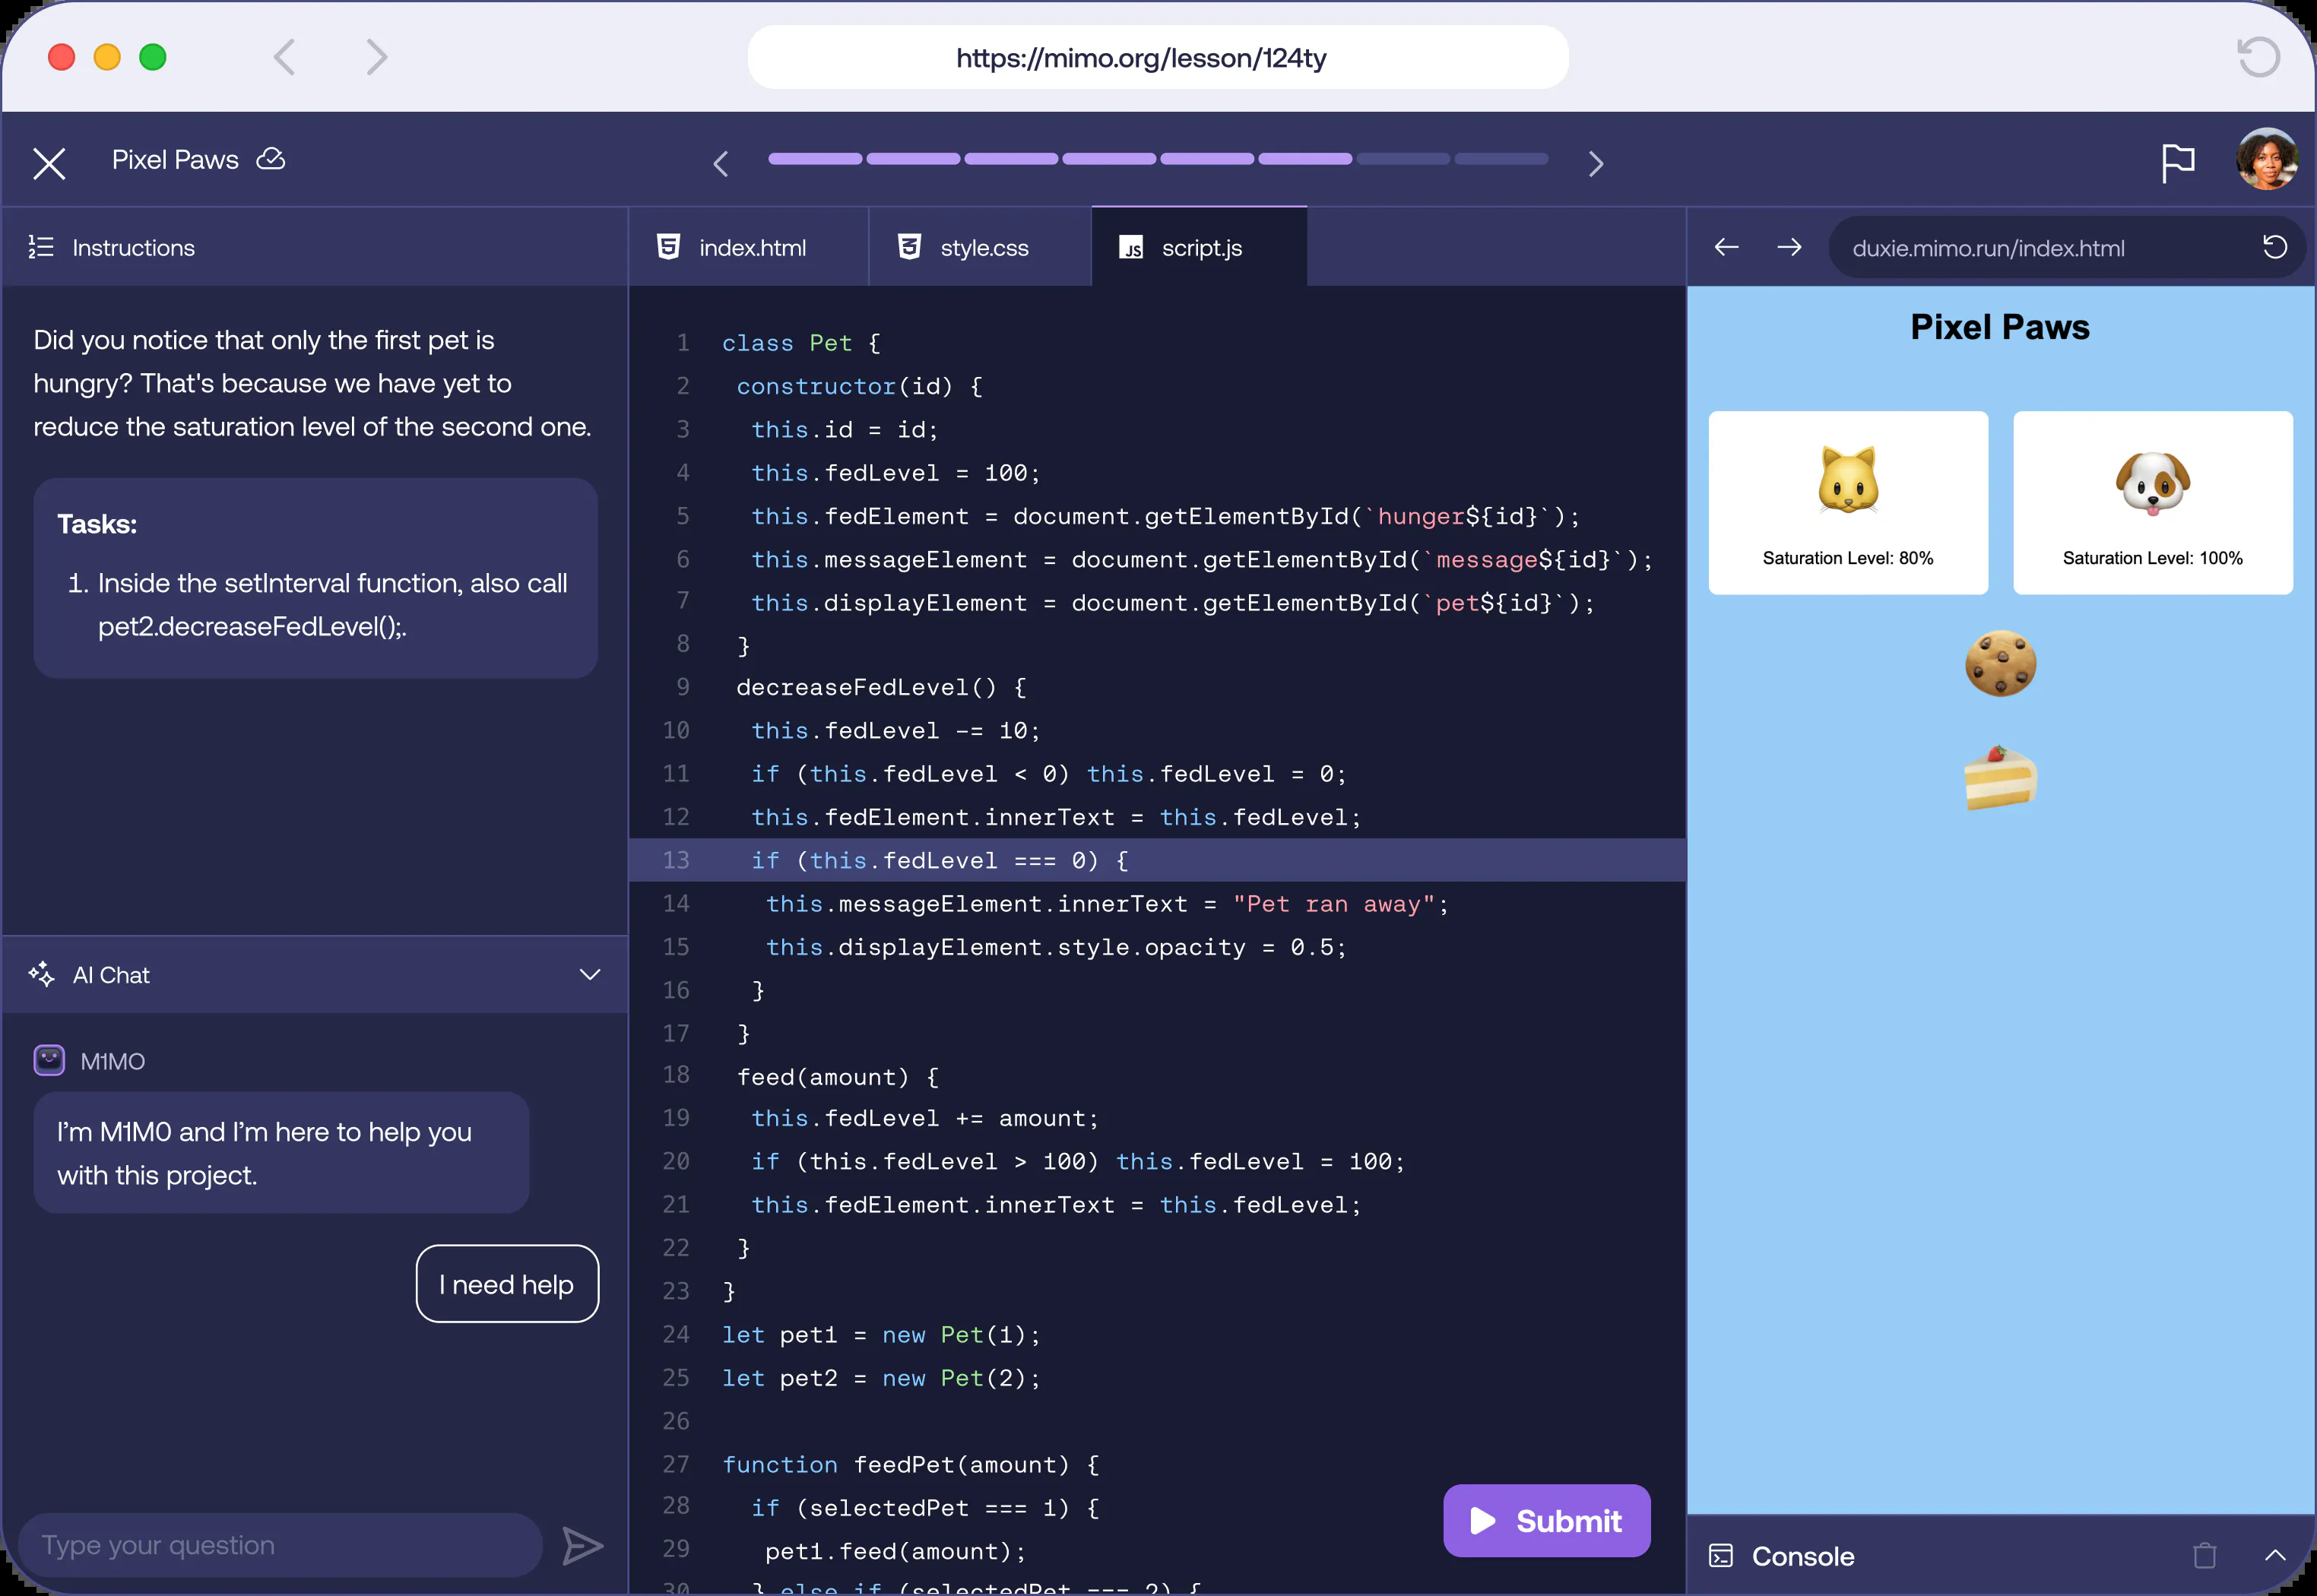 https://mimo.org/lesson/124ty
Pixel Paws
Instructions
Did you notice that only the first pet is
hungry? That's because we have yet to
reduce the saturation level of the second one.
Tasks:
1. Inside the setInterval function, also call
pet2.decreaseFedLevel();.
AI Chat
M1MO
I’m M1M0 and I’m here to help you
with this project.
I need help
Type your question
index.html
style.css
JS script.js
1 class Pet {
2 constructor(id) {
3 this.id = id;
4 this.fedLevel = 100;
5 this.fedElement = document.getElementById(`hunger${id}`);
6 this.messageElement = document.getElementById(`message${id}`);
7 this.displayElement = document.getElementById(`pet${id}`);
8 }
9 decreaseFedLevel() {
10 this.fedLevel -= 10;
11 if (this.fedLevel < 0) this.fedLevel = 0;
12 this.fedElement.innerText = this.fedLevel;
13 if (this.fedLevel === 0) {
14 this.messageElement.innerText = "Pet ran away";
15 this.displayElement.style.opacity = 0.5;
16 }
17 }
18 feed(amount) {
19 this.fedLevel += amount;
20 if (this.fedLevel > 100) this.fedLevel = 100;
21 this.fedElement.innerText = this.fedLevel;
22 }
23 }
24 let pet1 = new Pet(1);
25 let pet2 = new Pet(2);
26
27 function feedPet(amount) {
28 if (selectedPet === 1) {
29 pet1.feed(amount);
30 } else if (selectedPet === 2) {
Submit
duxie.mimo.run/index.html
Pixel Paws
Saturation Level: 80%
Saturation Level: 100%
Console